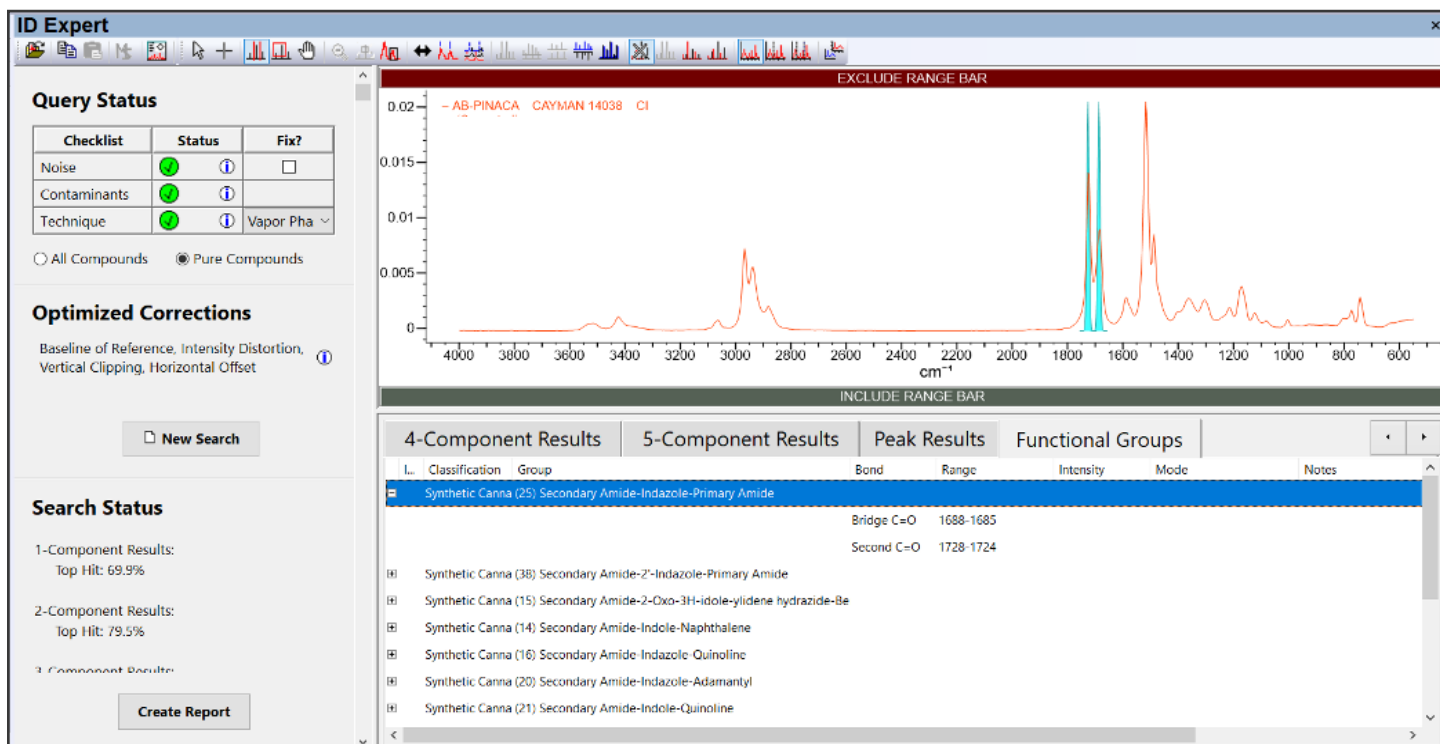 ID Expert
Query Status
Checklist Status Fix?
Noise
Contaminants
Technique Vapor Pha
All Compounds Pure Compounds
Optimized Corrections
Baseline of Reference, Intensity Distortion,
Vertical Clipping, Horizontal Offset
New Search
Search Status
1-Component Results:
Top Hit: 69.9%
2-Component Results:
Top Hit: 79.5%
3-Component Results:
Create Report
EXCLUDE RANGE BAR
AB-PINACA CAYMAN 14038 CI
0.02
0.015
0.01
0.005
0
4000 3800 3600 3400 3200 3000 2800 2600 2400 2200 2000 1800 1600 1400 1200 1000 800 600
cm⁻¹
INCLUDE RANGE BAR
4-Component Results 5-Component Results Peak Results Functional Groups
I... Classification Group Bond Range Intensity Mode Notes
Synthetic Canna (25) Secondary Amide-Indazole-Primary Amide
Bridge C=O 1688-1685
Second C=O 1728-1724
Synthetic Canna (38) Secondary Amide-2'-Indazole-Primary Amide
Synthetic Canna (15) Secondary Amide-2-Oxo-3H-idole-ylidene hydrazide-Be
Synthetic Canna (14) Secondary Amide-Indole-Naphthalene
Synthetic Canna (16) Secondary Amide-Indazole-Quinoline
Synthetic Canna (20) Secondary Amide-Indazole-Adamantyl
Synthetic Canna (21) Secondary Amide-Indole-Quinoline